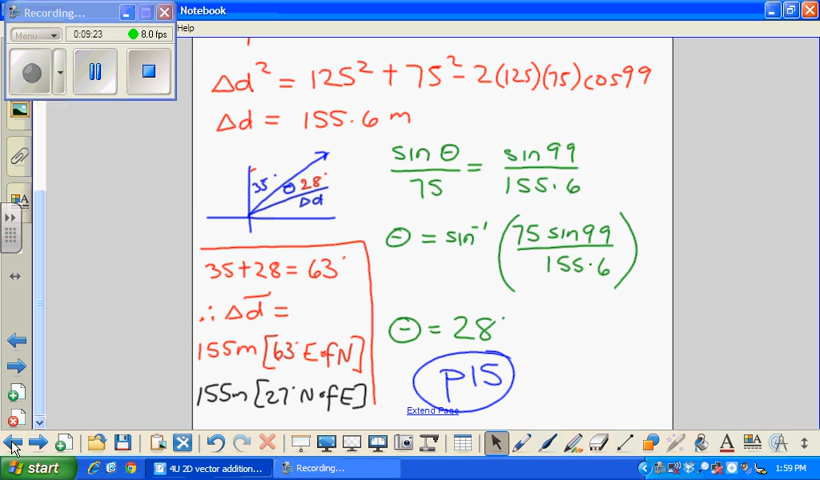 Recording...
Notebook
Menu
0:09:23
8.0 fps
Help
Δd² = 125² + 75² - 2(125)(75)cos99
Δd = 155.6 m
35°
θ
28°
Δd
sin θ / 75 = sin 99 / 155.6
θ = sin⁻¹ (75 sin 99 / 155.6)
35+28 = 63°
∴ Δd =
155m [63° E of N]
155m [27° N of E]
θ = 28°
p15
Extend Page
start
4U 2D vector addition...
Recording...
1:59 PM